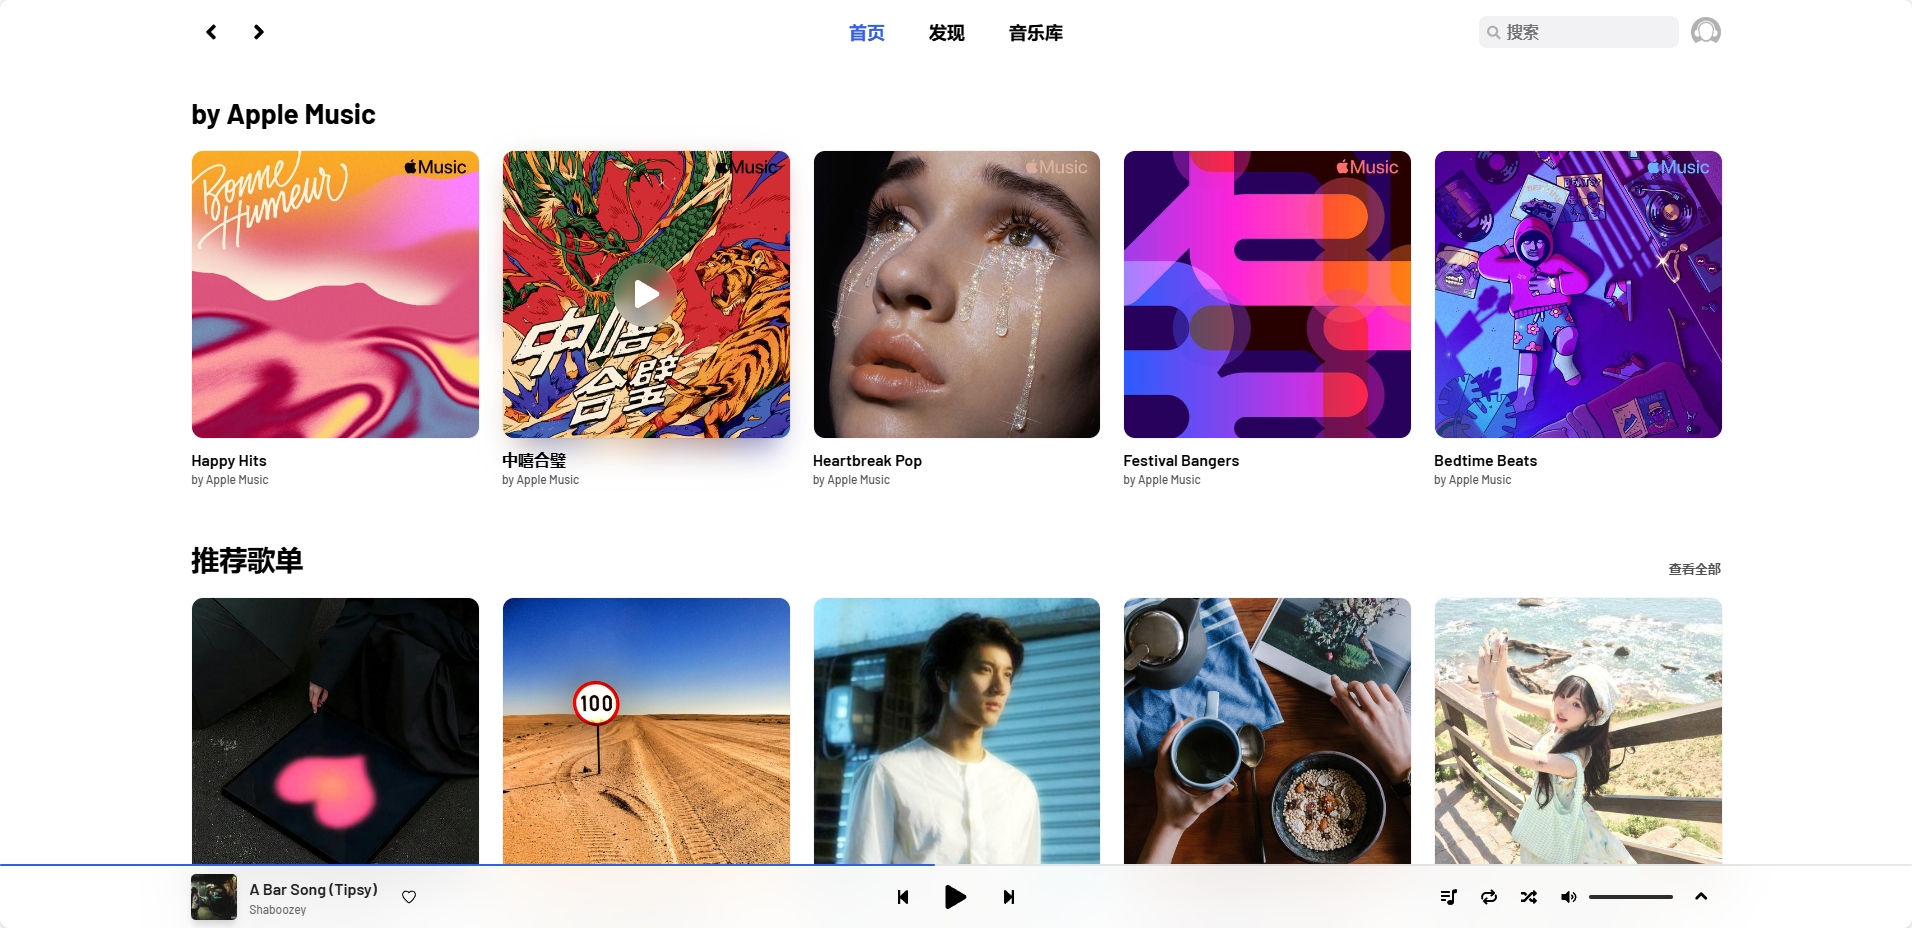 首页
发现
音乐库
搜索
by Apple Music
Bonne
Humeur
Music
Music
中嘻
合璧
Music
Music
Music
Happy Hits
by Apple Music
中嘻合璧
by Apple Music
Heartbreak Pop
by Apple Music
Festival Bangers
by Apple Music
Bedtime Beats
by Apple Music
推荐歌单
查看全部
100
A Bar Song (Tipsy)
Shaboozey